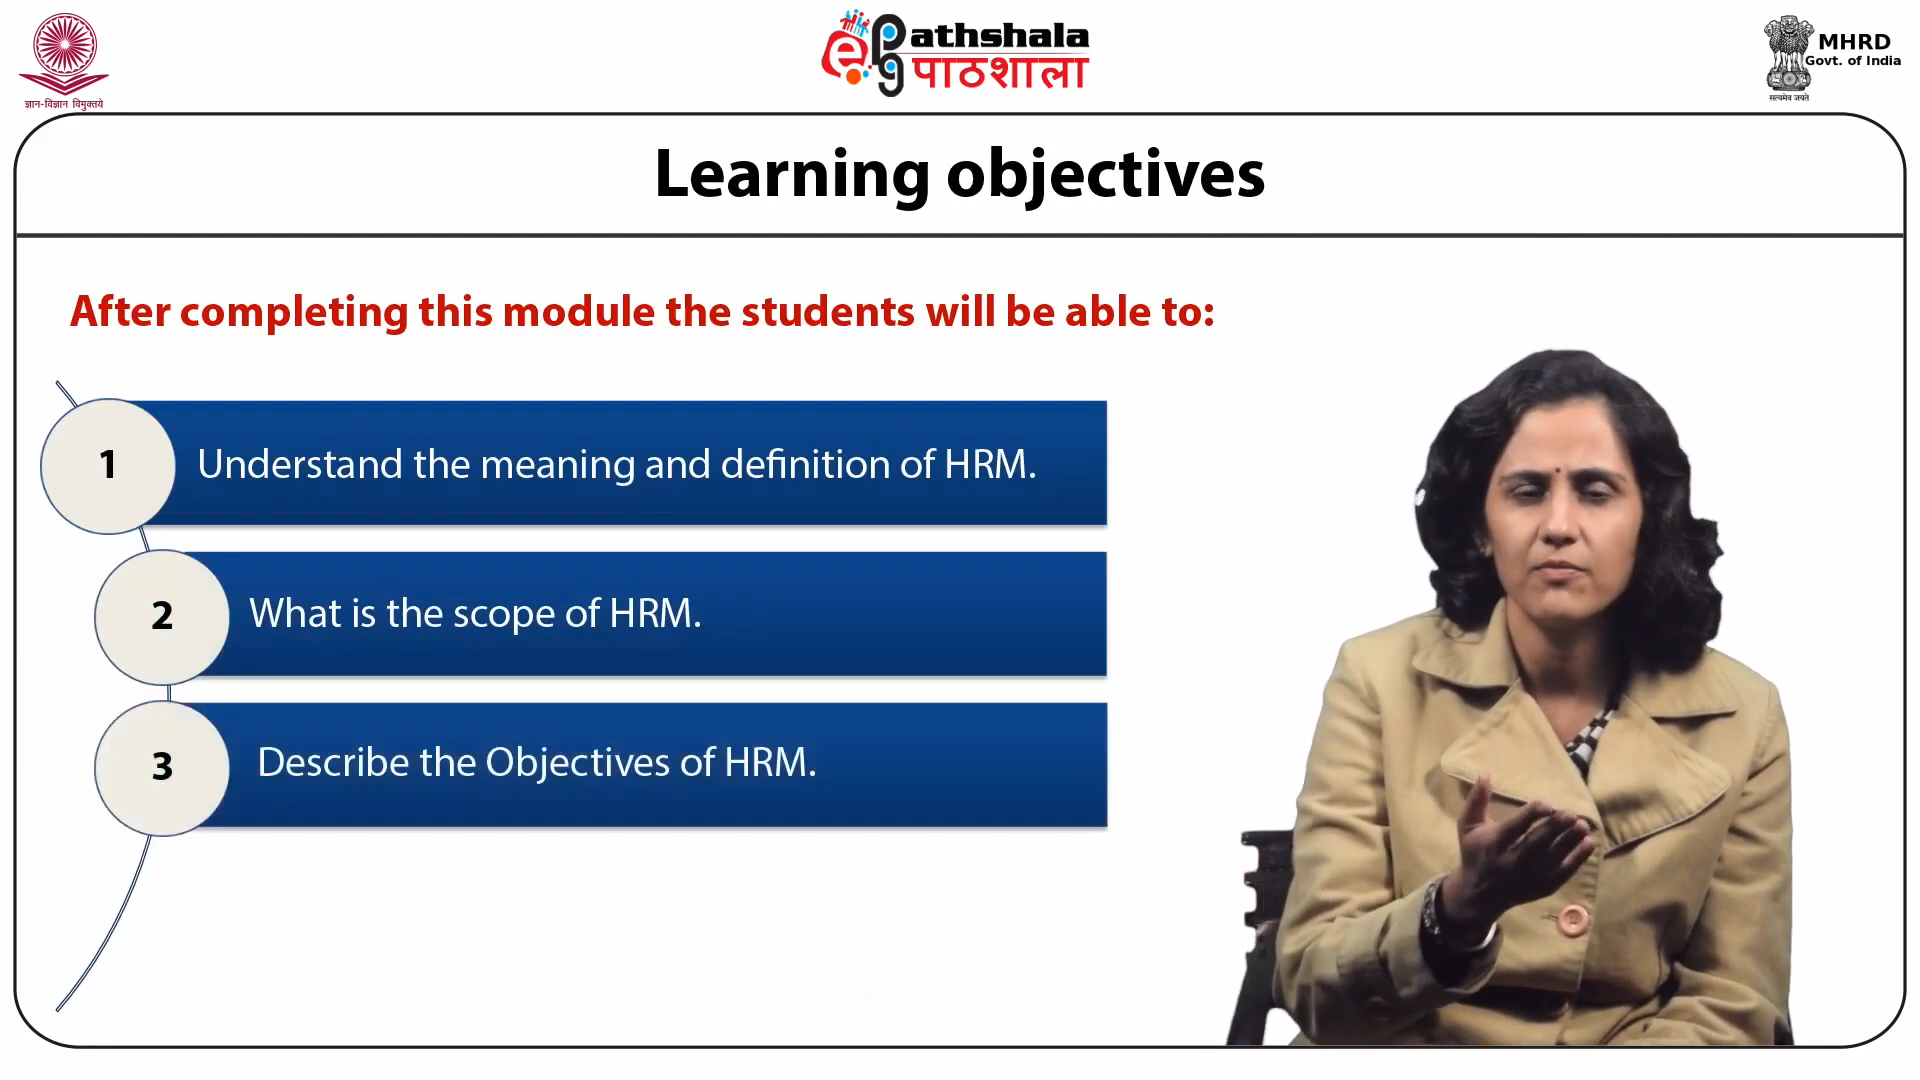 ज्ञान-विज्ञान विमुक्तये
ePG athshala
पाठशाला
MHRD
Govt. of India
सत्यमेव जयते
Learning objectives
After completing this module the students will be able to:
1 Understand the meaning and definition of HRM.
2 What is the scope of HRM.
3 Describe the Objectives of HRM.